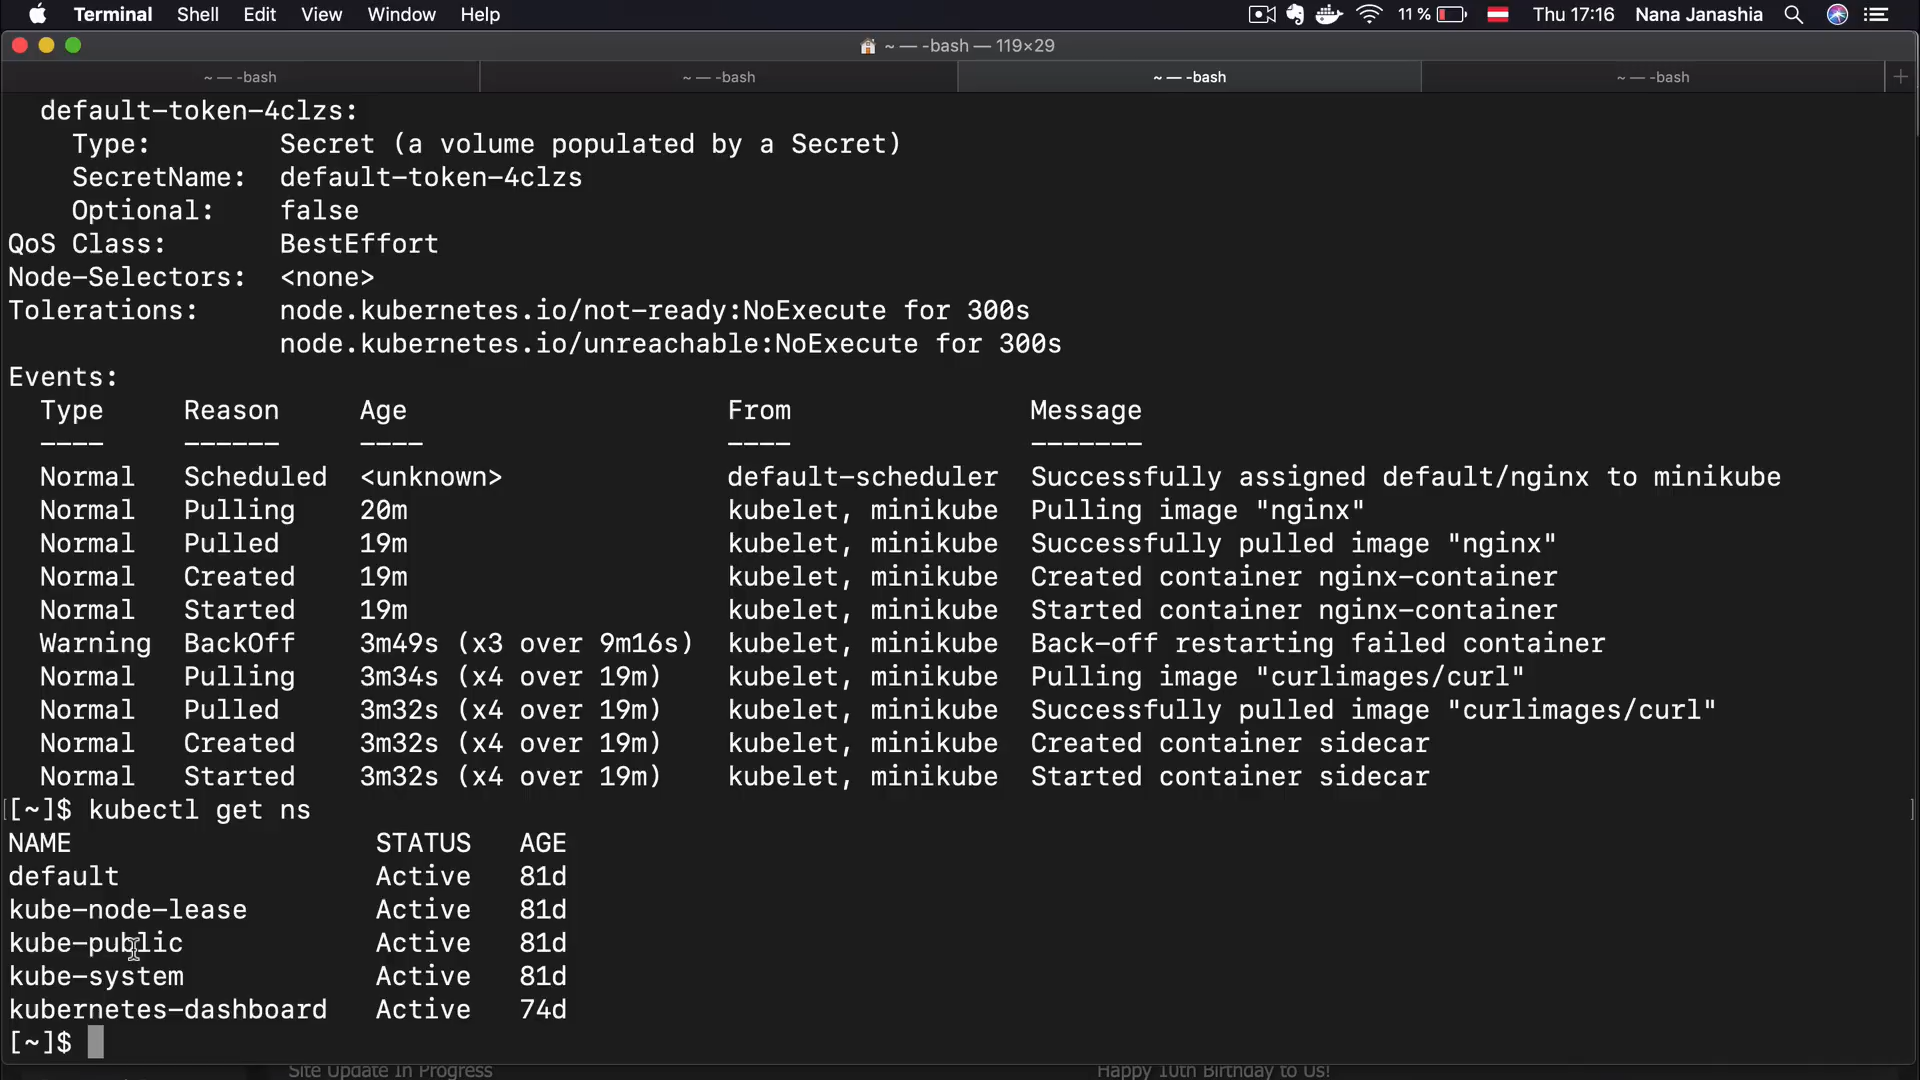 Terminal Shell Edit View Window Help 11 % Thu 17:16 Nana Janashia
~ — -bash — 119×29
~ — -bash ~ — -bash ~ — -bash ~ — -bash
default-token-4clzs:
Type: Secret (a volume populated by a Secret)
SecretName: default-token-4clzs
Optional: false
QoS Class: BestEffort
Node-Selectors: <none>
Tolerations: node.kubernetes.io/not-ready:NoExecute for 300s
node.kubernetes.io/unreachable:NoExecute for 300s
Events:
Type Reason Age From Message
---- ------ ---- ---- -------
Normal Scheduled <unknown> default-scheduler Successfully assigned default/nginx to minikube
Normal Pulling 20m kubelet, minikube Pulling image "nginx"
Normal Pulled 19m kubelet, minikube Successfully pulled image "nginx"
Normal Created 19m kubelet, minikube Created container nginx-container
Normal Started 19m kubelet, minikube Started container nginx-container
Warning BackOff 3m49s (x3 over 9m16s) kubelet, minikube Back-off restarting failed container
Normal Pulling 3m34s (x4 over 19m) kubelet, minikube Pulling image "curlimages/curl"
Normal Pulled 3m32s (x4 over 19m) kubelet, minikube Successfully pulled image "curlimages/curl"
Normal Created 3m32s (x4 over 19m) kubelet, minikube Created container sidecar
Normal Started 3m32s (x4 over 19m) kubelet, minikube Started container sidecar
[[~]$ kubectl get ns ]
NAME STATUS AGE
default Active 81d
kube-node-lease Active 81d
kube-public Active 81d
kube-system Active 81d
kubernetes-dashboard Active 74d
[~]$
Site Update In Progress Happy 10th Birthday to Us!